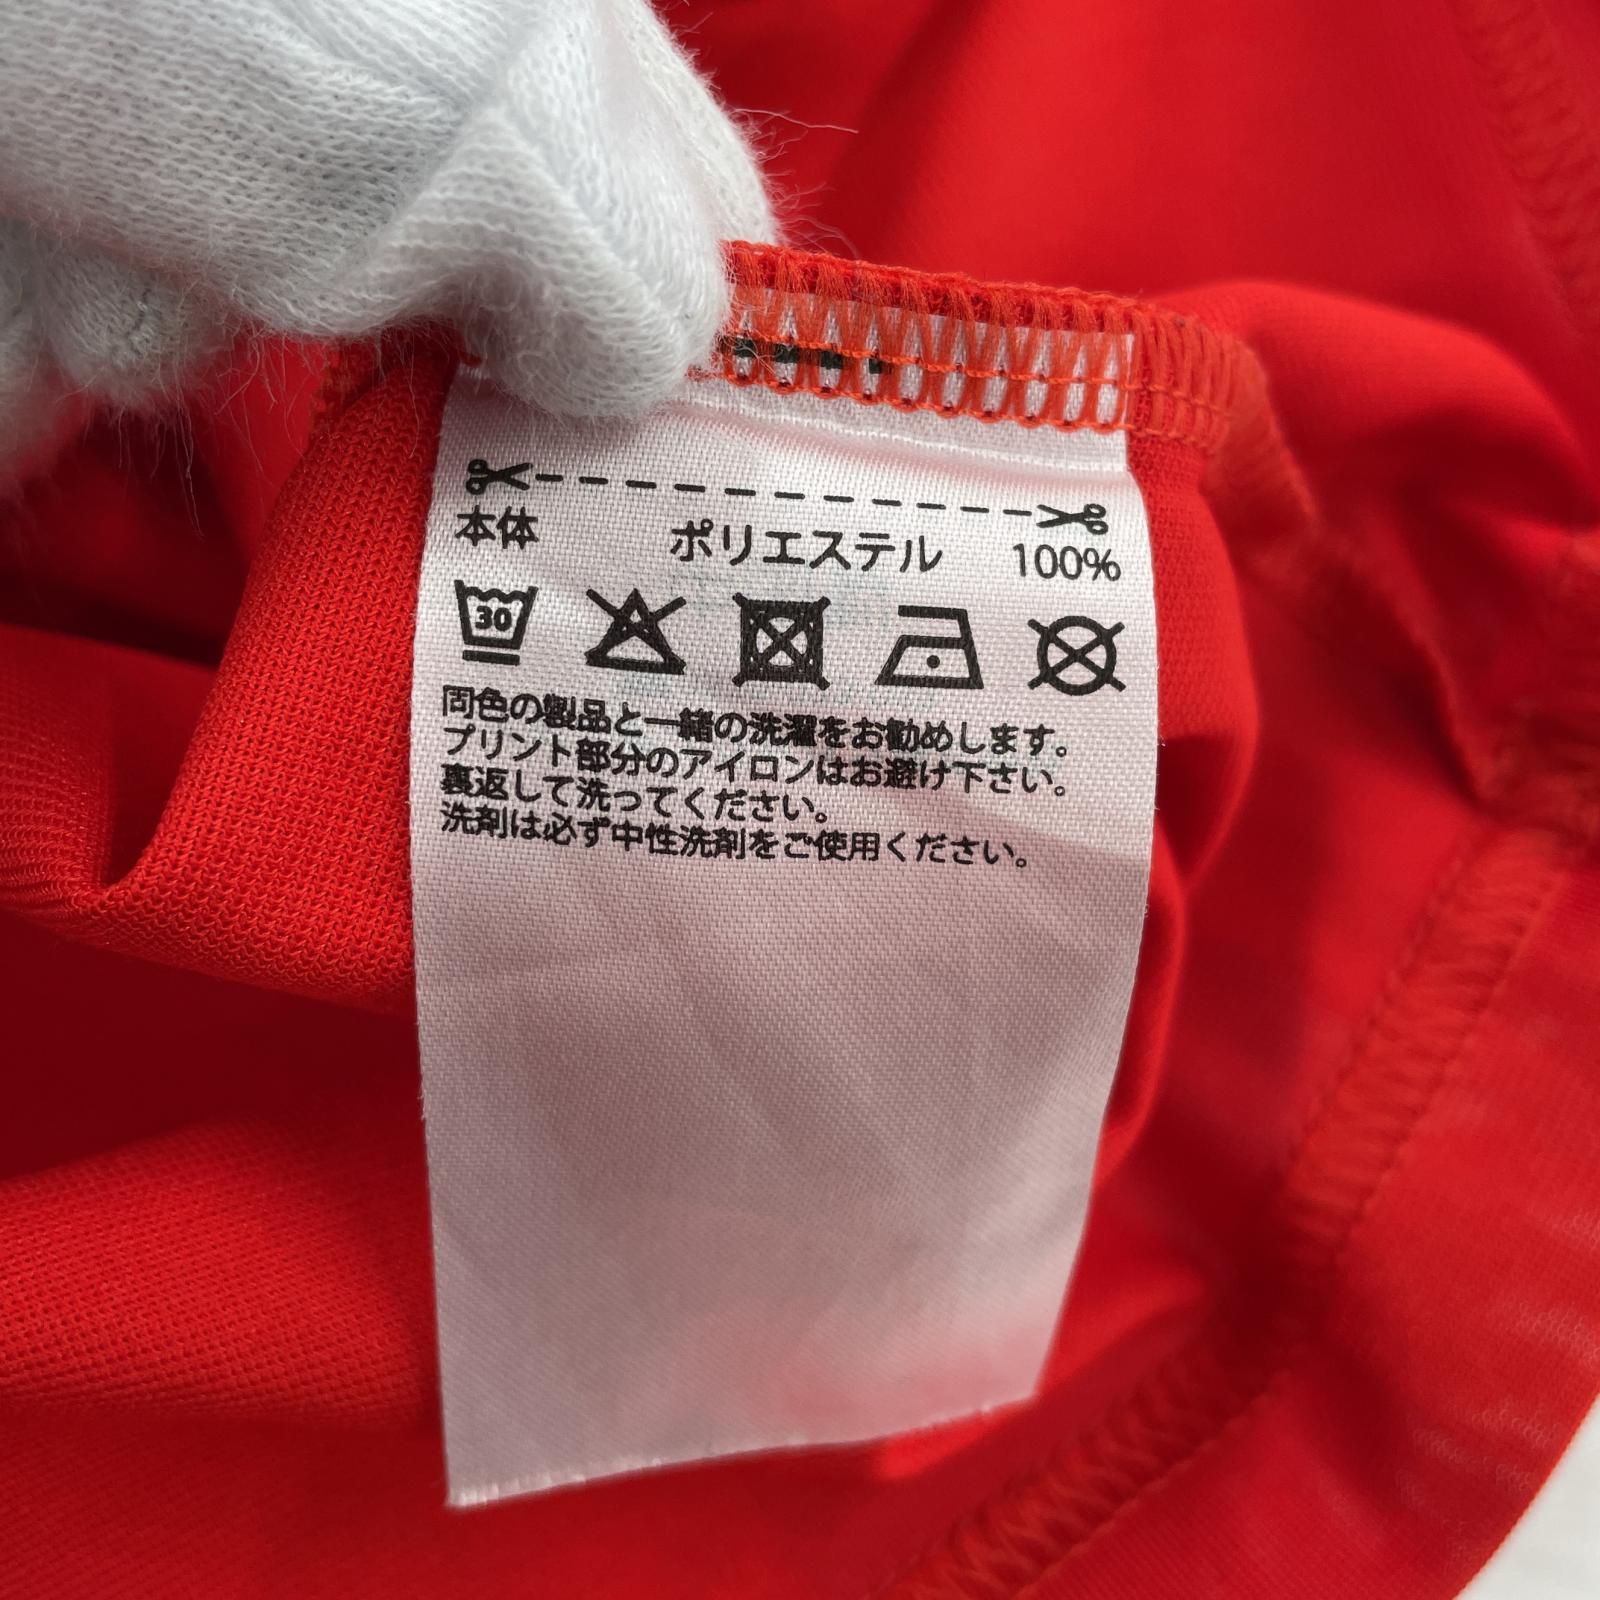 本体 ポリエステル 100%
30
同色の製品と一緒の洗濯をお勧めします。
プリント部分のアイロンはお避け下さい。
裏返して洗ってください。
洗剤は必ず中性洗剤をご使用ください。